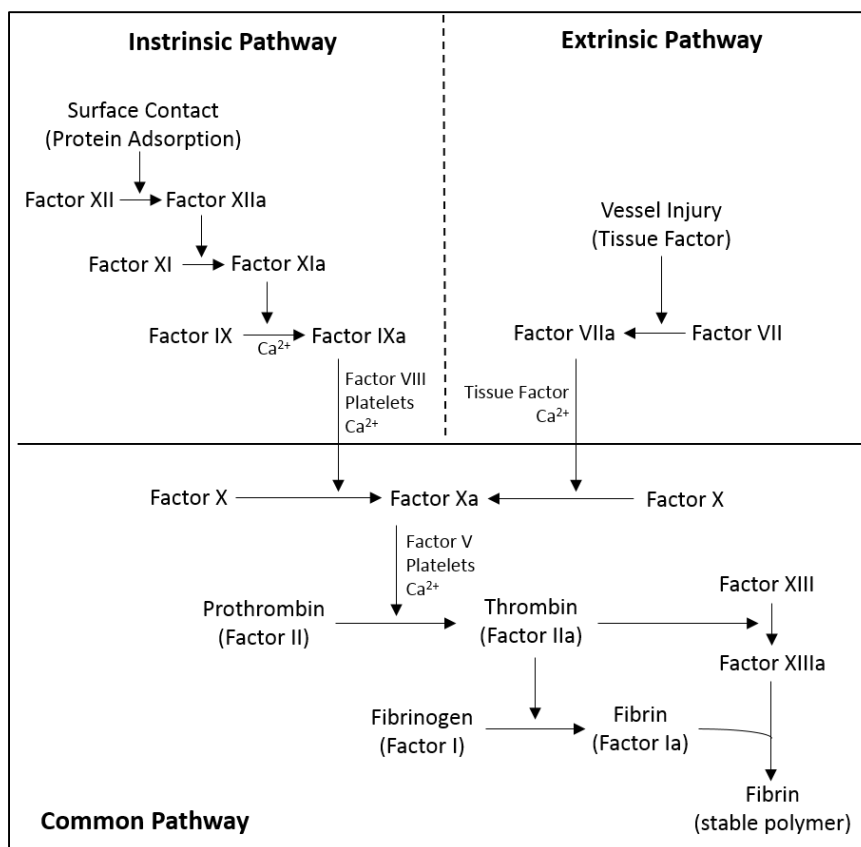 Instrinsic Pathway
Extrinsic Pathway
Surface Contact
(Protein Adsorption)
Factor XII
Factor XIIa
Vessel Injury
(Tissue Factor)
Factor XI
Factor XIa
Factor IX
Ca²⁺
Factor IXa
Factor VIIa
Factor VII
Factor VIII
Platelets
Ca²⁺
Tissue Factor
Ca²⁺
Factor X
Factor Xa
Factor X
Factor V
Platelets
Ca²⁺
Prothrombin
(Factor II)
Thrombin
(Factor IIa)
Factor XIII
Factor XIIIa
Fibrinogen
(Factor I)
Fibrin
(Factor Ia)
Fibrin
(stable polymer)
Common Pathway